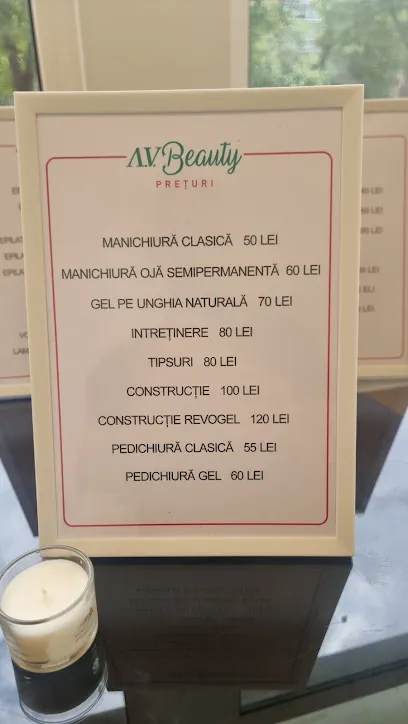 A.V. Beauty
PREȚURI
MANICHIURĂ CLASICĂ 50 LEI
MANICHIURĂ OJĂ SEMIPERMANENTĂ 60 LEI
GEL PE UNGHIA NATURALĂ 70 LEI
INTREȚINERE 80 LEI
TIPSURI 80 LEI
CONSTRUCȚIE 100 LEI
CONSTRUCȚIE REVOGEL 120 LEI
PEDICHIURĂ CLASICĂ 55 LEI
PEDICHIURĂ GEL 60 LEI